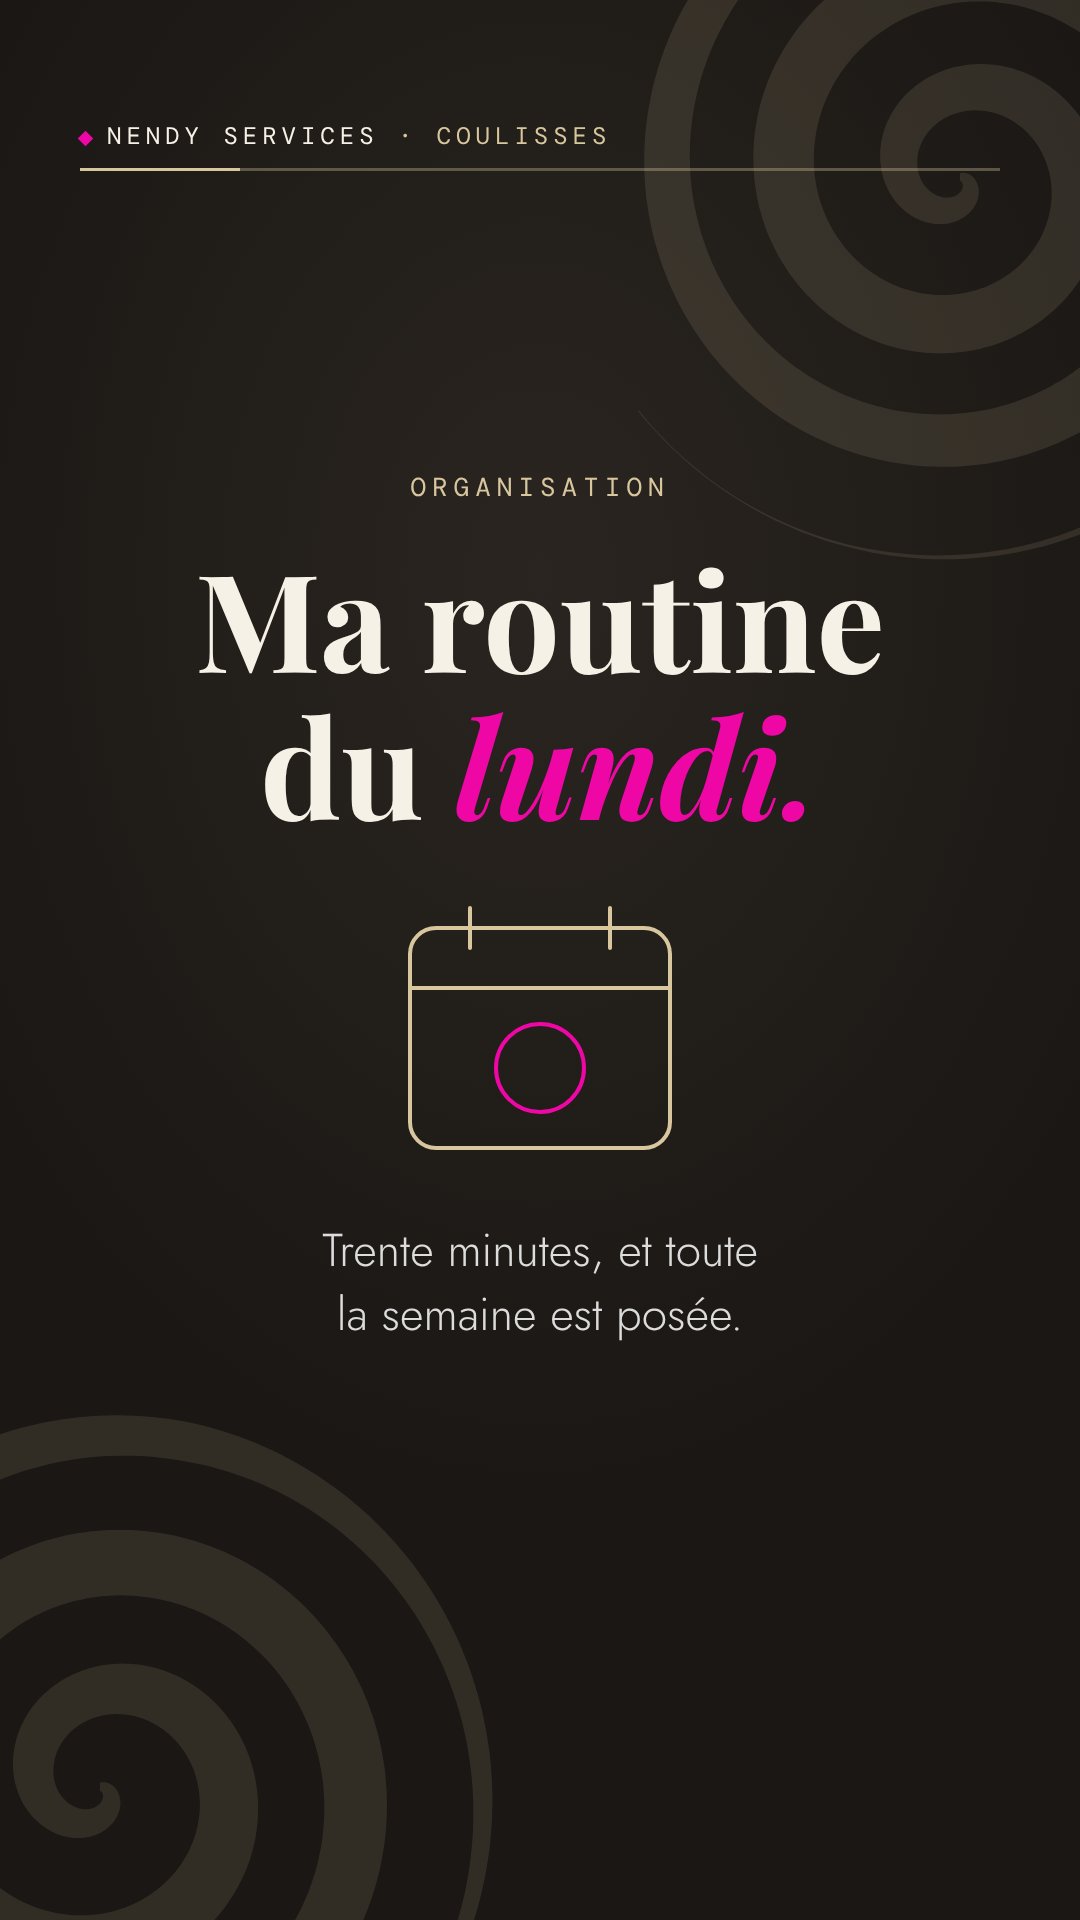 NENDY SERVICES · COULISSES
ORGANISATION
Ma routine
du lundi.
Trente minutes, et toute
la semaine est posée.